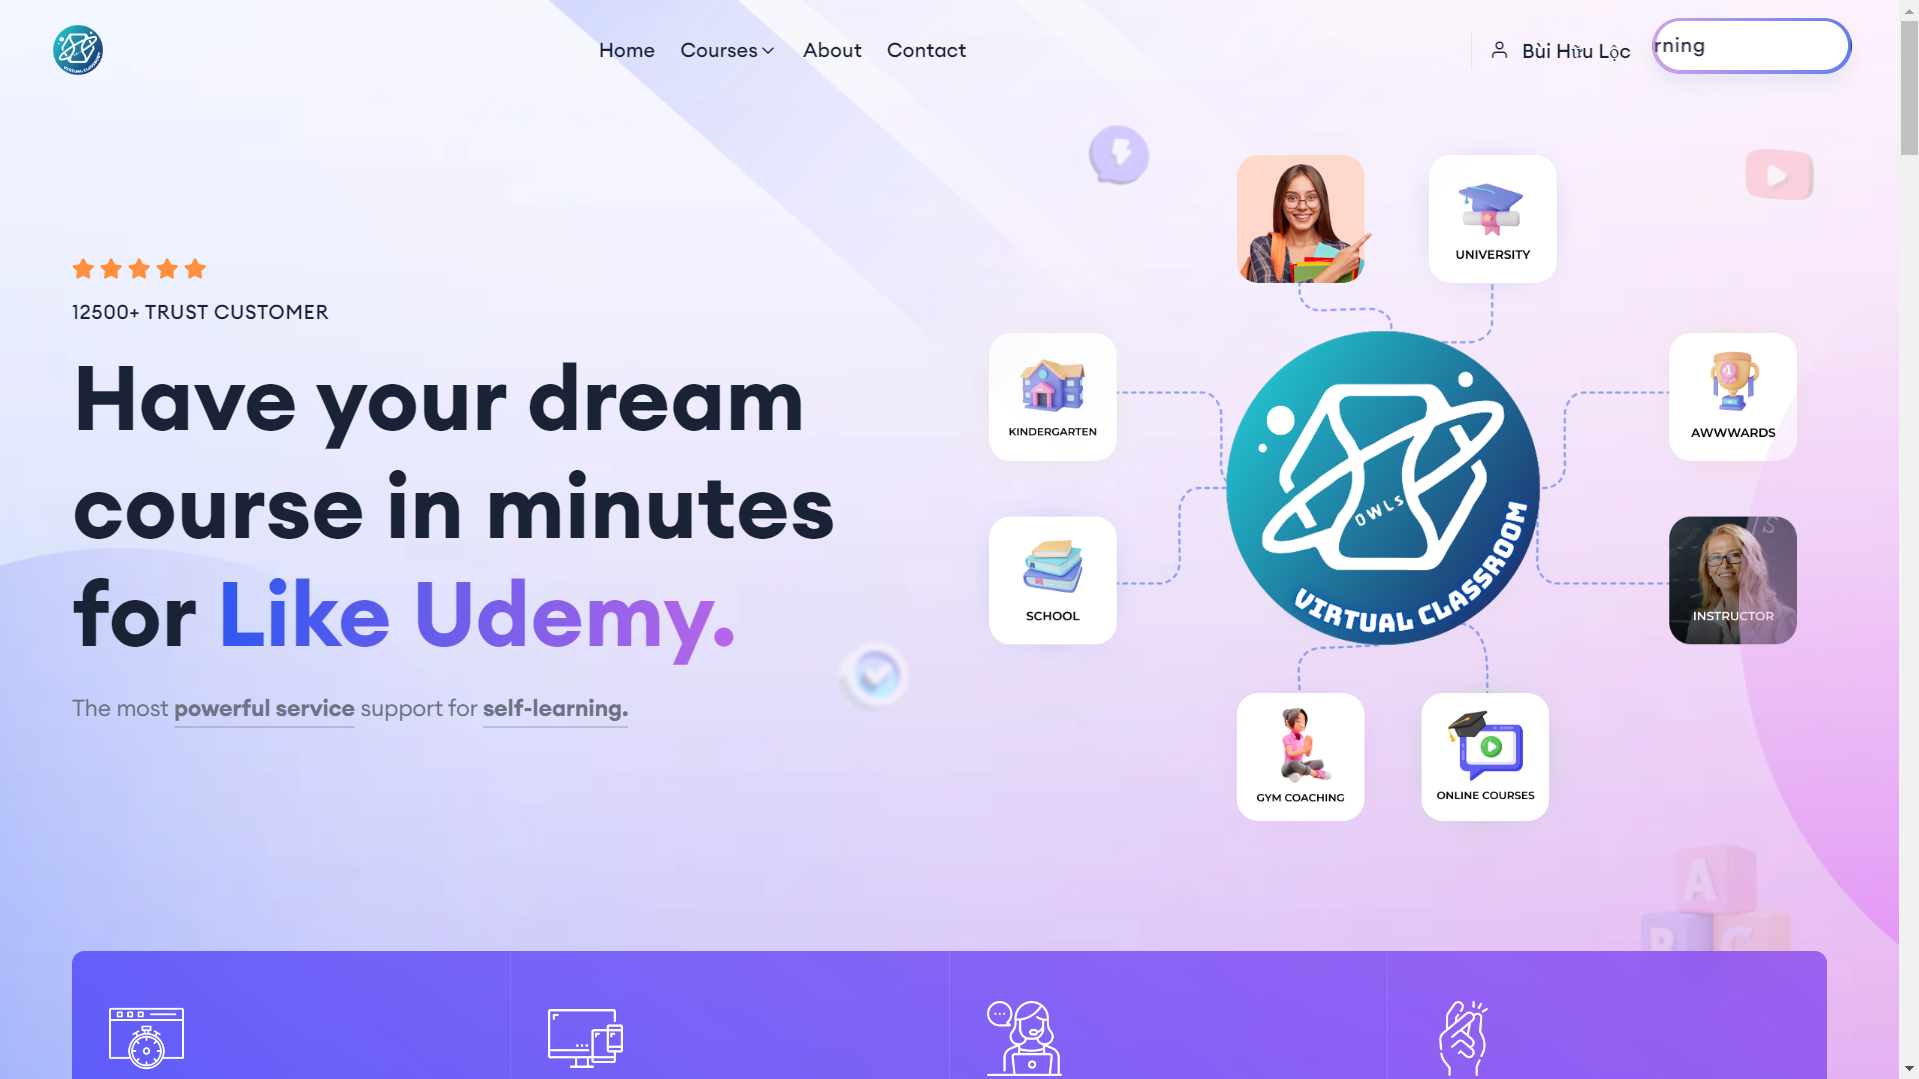 Home
Courses
About
Contact
Bùi Hữu Lộc
rning
12500+ TRUST CUSTOMER
Have your dream
course in minutes
for Like Udemy.
The most powerful service support for self-learning.
UNIVERSITY
KINDERGARTEN
AWWWARDS
OWLS
VIRTUAL CLASSROOM
SCHOOL
INSTRUCTOR
GYM COACHING
ONLINE COURSES
A
B C